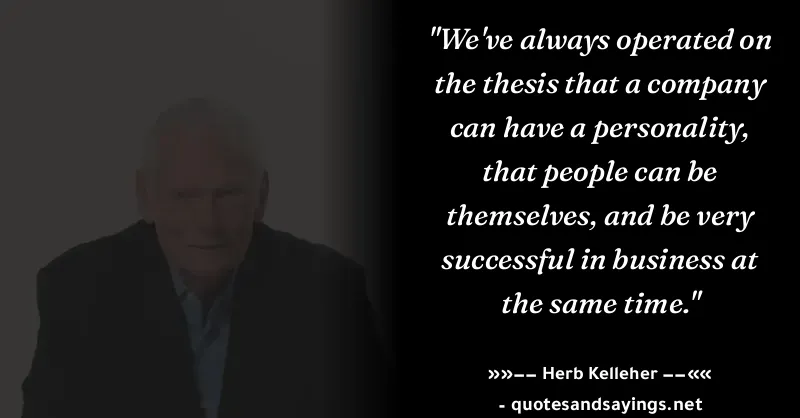 "We've always operated on
the thesis that a company
can have a personality,
that people can be
themselves, and be very
successful in business at
the same time."
»»–– Herb Kelleher ––««
- quotesandsayings.net